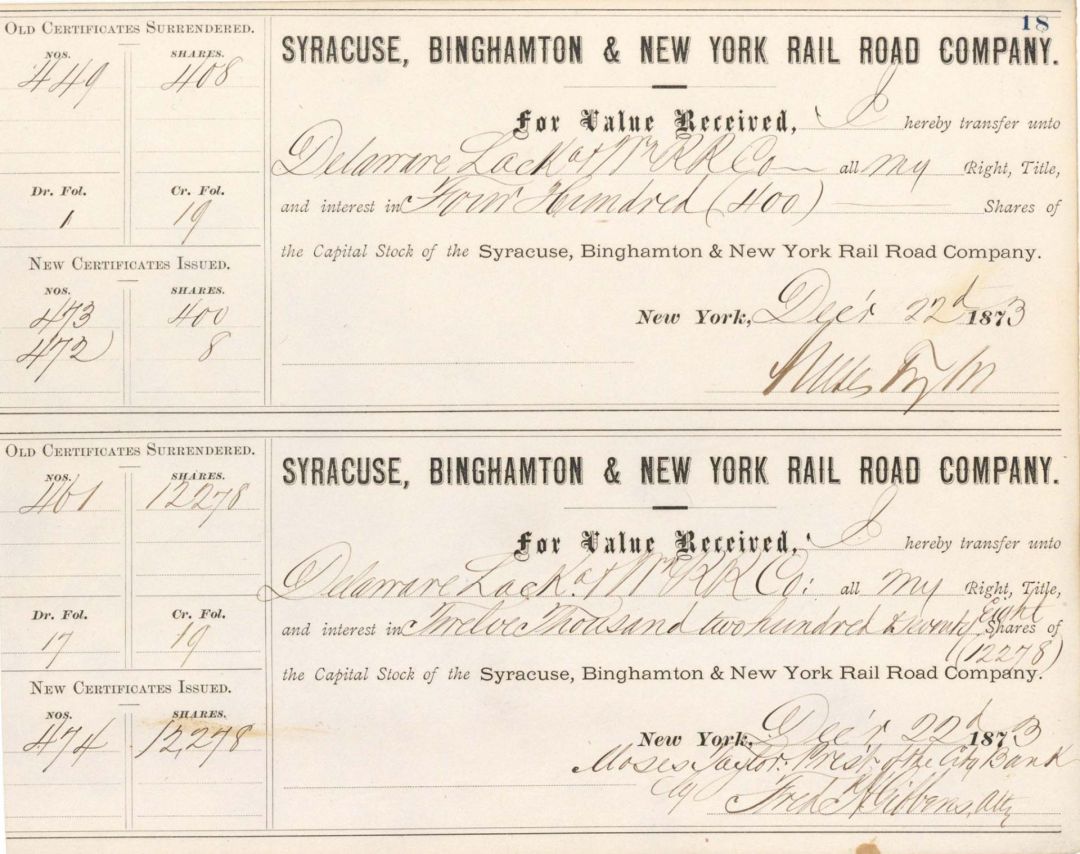 18
OLD CERTIFICATES SURRENDERED.
NOS. SHARES.
449 408
Dr. Fol. Cr. Fol.
1 19
NEW CERTIFICATES ISSUED.
NOS. SHARES.
473 400
472 8
SYRACUSE, BINGHAMTON & NEW YORK RAIL ROAD COMPANY.
For Value Received, I hereby transfer unto
Delaware Lack a & Wn RR Co all my Right, Title,
and interest in Four Hundred (400) Shares of
the Capital Stock of the Syracuse, Binghamton & New York Rail Road Company.
New York, Dec'r 22d 1873
Moses Taylor
OLD CERTIFICATES SURRENDERED.
NOS. SHARES.
461 12278
Dr. Fol. Cr. Fol.
17 19
NEW CERTIFICATES ISSUED.
NOS. SHARES.
474 12,278
SYRACUSE, BINGHAMTON & NEW YORK RAIL ROAD COMPANY.
For Value Received, I hereby transfer unto
Delaware Lack. a & Wn RR Co: all my Right, Title,
and interest in Twelve Thousand two hundred & seventy eight Shares of
(12278)
the Capital Stock of the Syracuse, Binghamton & New York Rail Road Company.
New York, Dec'r 22d 1873
Moses Taylor. Prest of the City Bank
By Fred K Gibbens, Atty